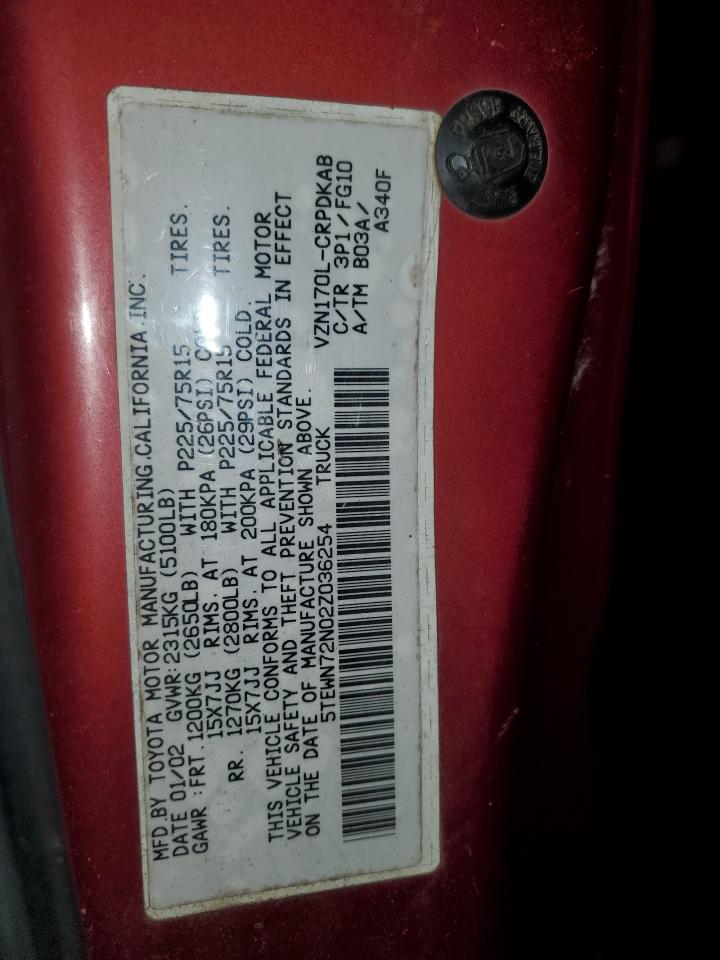 MFD.BY TOYOTA MOTOR MANUFACTURING.CALIFORNIA.INC.
DATE 01/02 GVWR:2315KG (5100LB)
GAWR :FRT.1200KG (2650LB) WITH P225/75R15 TIRES.
15X7JJ RIMS. AT 180KPA (26PSI) COLD
RR. 1270KG (2800LB) WITH P225/75R15 TIRES.
15X7JJ RIMS. AT 200KPA (29PSI) COLD.
THIS VEHICLE CONFORMS TO ALL APPLICABLE FEDERAL MOTOR
VEHICLE SAFETY AND THEFT PREVENTION STANDARDS IN EFFECT
ON THE DATE OF MANUFACTURE SHOWN ABOVE.
5TEWN72N02Z036254 TRUCK
VZN170L-CRPDKAB
C/TR 3P1/FG10
A/TM B03A/
A340F